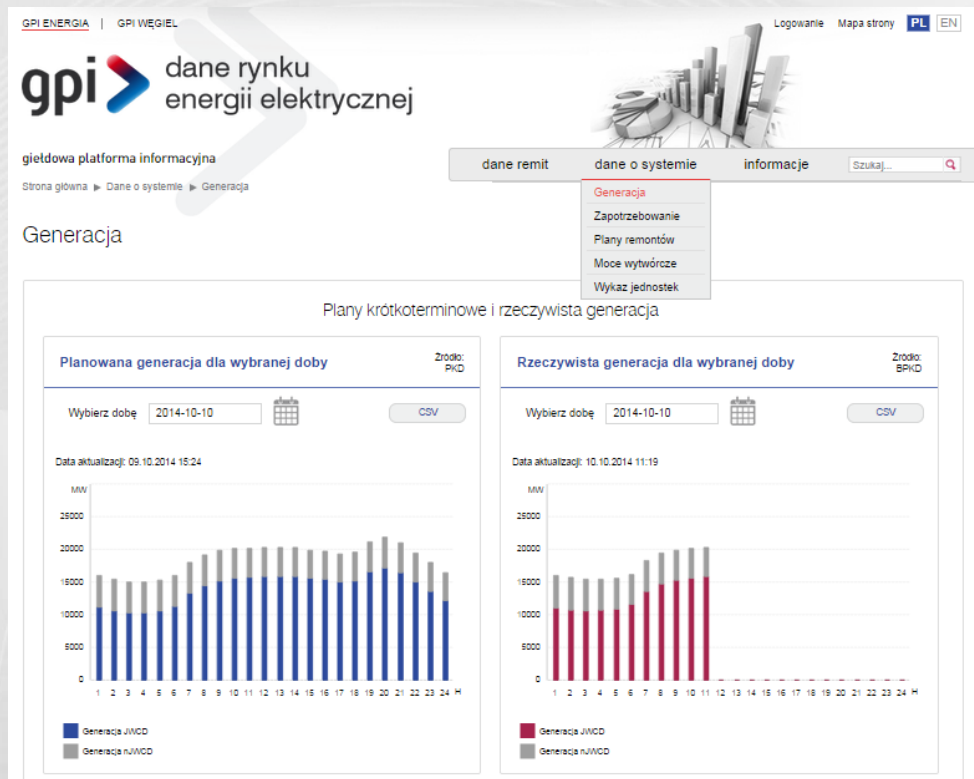 GPI ENERGIA | GPI WĘGIEL
Logowanie Mapa strony PL EN
gpi dane rynku
energii elektrycznej
giełdowa platforma informacyjna
dane remit dane o systemie informacje Szukaj...
Strona główna ▶ Dane o systemie ▶ Generacja
Generacja
Zapotrzebowanie
Plany remontów
Moce wytwórcze
Wykaz jednostek
Generacja
Plany krótkoterminowe i rzeczywista generacja
Planowana generacja dla wybranej doby
Źródło:
PKD
Wybierz dobę 2014-10-10 CSV
Data aktualizacji: 09.10.2014 15:24
MW
25000
20000
15000
10000
5000
0
1 2 3 4 5 6 7 8 9 10 11 12 13 14 15 16 17 18 19 20 21 22 23 24 H
Generacja JWCD
Generacja nJWCD
Rzeczywista generacja dla wybranej doby
Źródło:
BPKD
Wybierz dobę 2014-10-10 CSV
Data aktualizacji: 10.10.2014 11:19
MW
25000
20000
15000
10000
5000
0
1 2 3 4 5 6 7 8 9 10 11 12 13 14 15 16 17 18 19 20 21 22 23 24 H
Generacja JWCD
Generacja nJWCD